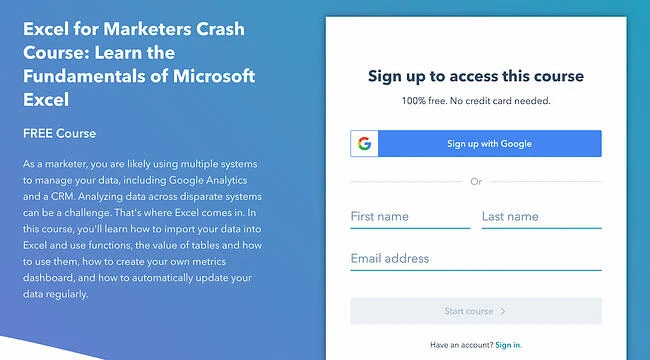 Excel for Marketers Crash
Course: Learn the
Fundamentals of Microsoft
Excel
FREE Course
As a marketer, you are likely using multiple systems
to manage your data, including Google Analytics
and a CRM. Analyzing data across disparate systems
can be a challenge. That's where Excel comes in. In
this course, you'll learn how to import your data into
Excel and use functions, the value of tables and how
to use them, how to create your own metrics
dashboard, and how to automatically update your
data regularly.
Sign up to access this course
100% free. No credit card needed.
Sign up with Google
Or
First name
Last name
Email address
Start course
Have an account? Sign in.